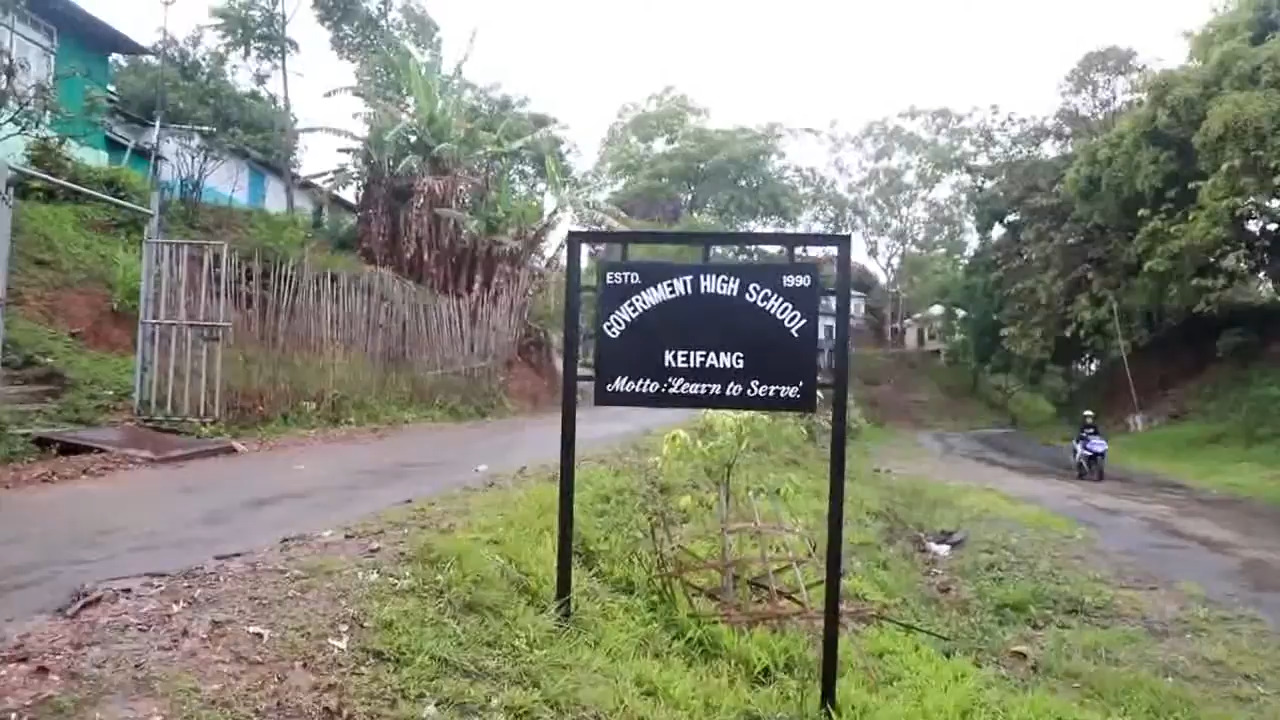 ESTD. 1990
GOVERNMENT HIGH SCHOOL
KEIFANG
Motto: 'Learn to Serve'.